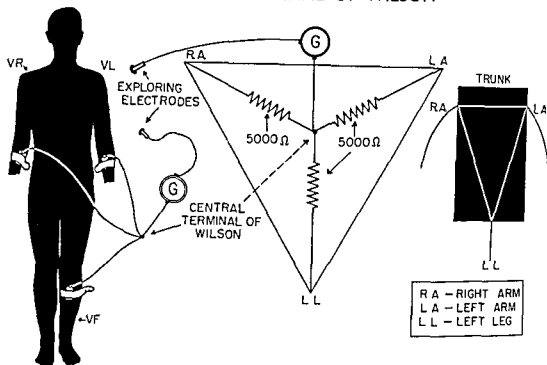 VR
VL
EXPLORING
ELECTRODES
G
CENTRAL
TERMINAL OF
WILSON
VF
G
RA
LA
5000Ω
5000Ω
LL
TRUNK
RA
LA
LL
RA-RIGHT ARM
LA-LEFT ARM
LL-LEFT LEG